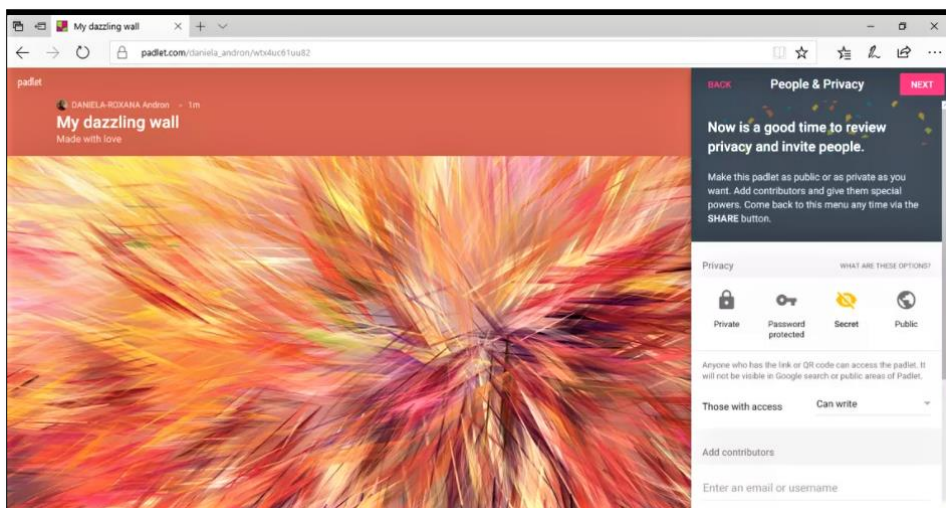 My dazzling wall
padlet.com/daniela_andron/wtx4uc61uu82
padlet
DANIELA-ROXANA Andron • 1m
My dazzling wall
Made with love
BACK
People & Privacy
NEXT
Now is a good time to review
privacy and invite people.
Make this padlet as public or as private as you
want. Add contributors and give them special
powers. Come back to this menu any time via the
SHARE button.
Privacy
WHAT ARE THESE OPTIONS?
Private
Password
protected
Secret
Public
Anyone who has the link or QR code can access the padlet. It
will not be visible in Google search or public areas of Padlet.
Those with access
Can write
Add contributors
Enter an email or username